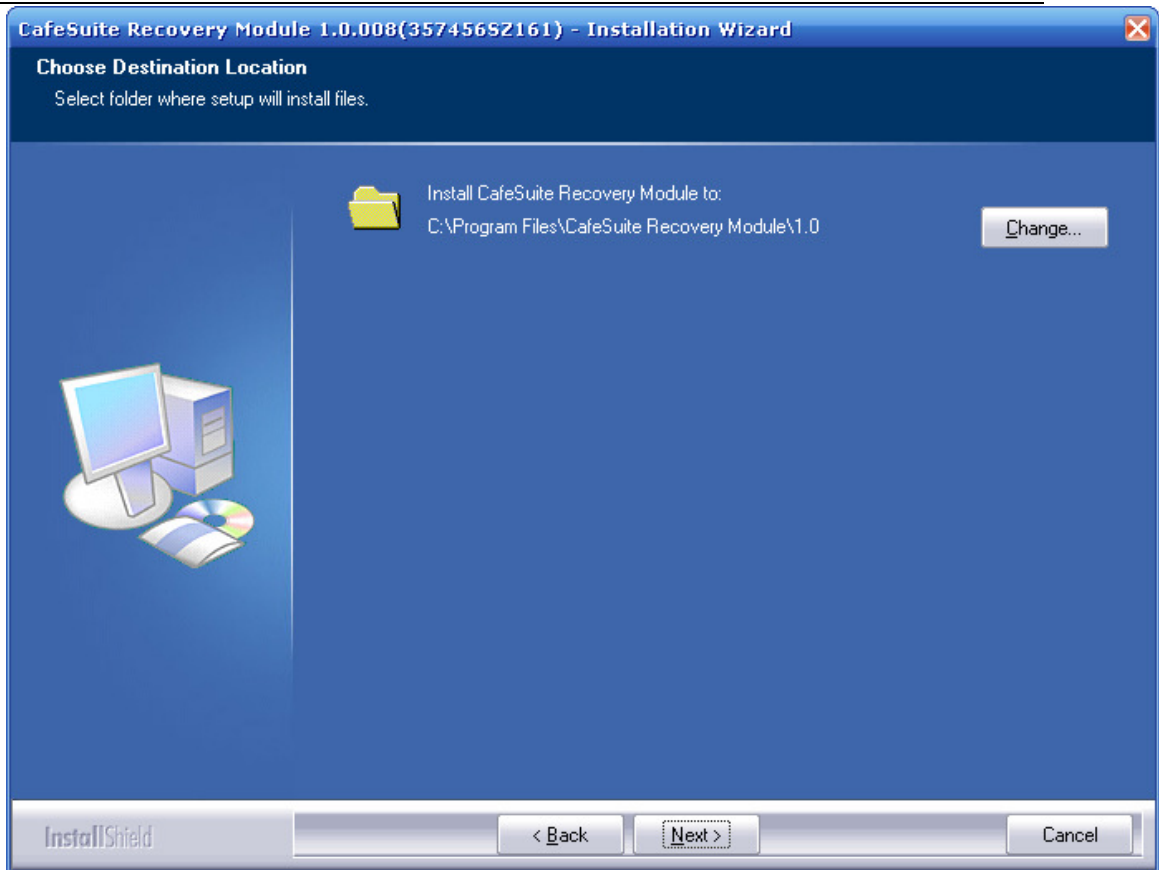 CafeSuite Recovery Module 1.0.008(357456S2161) - Installation Wizard
Choose Destination Location
Select folder where setup will install files.
Install CafeSuite Recovery Module to:
C:\Program Files\CafeSuite Recovery Module\1.0
Change...
InstallShield
< Back
Next >
Cancel